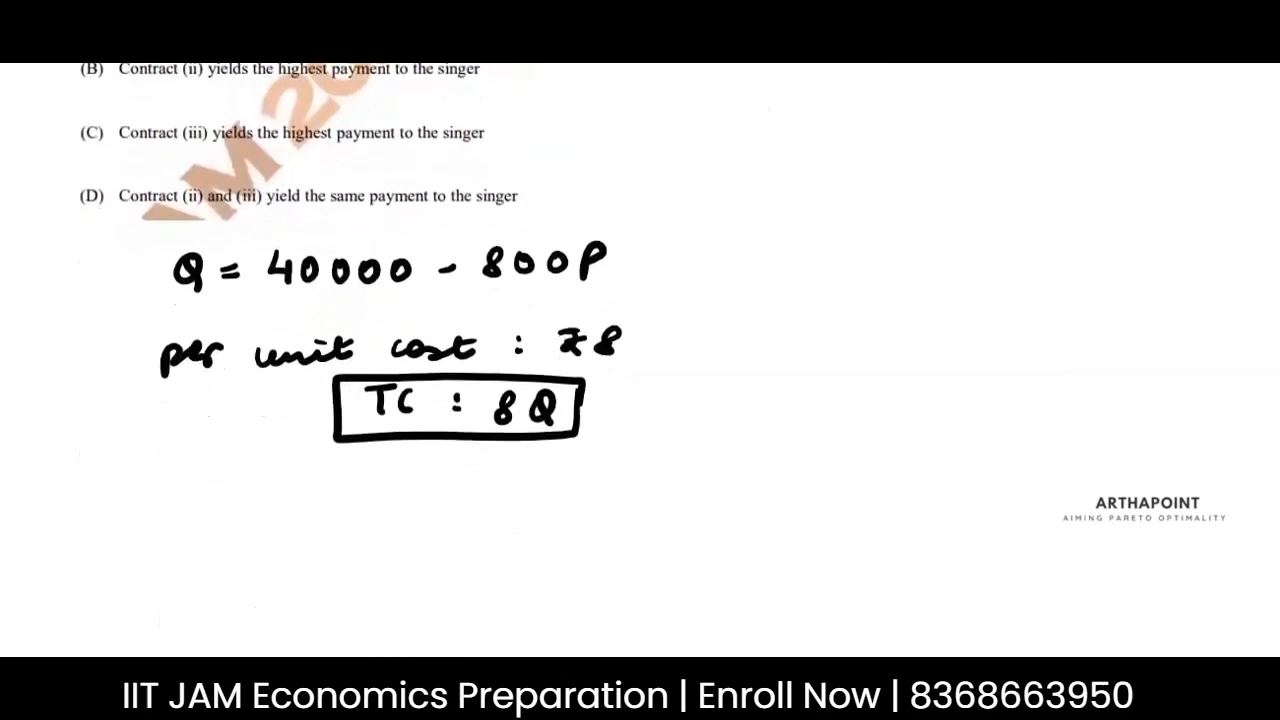 (B) Contract (ii) yields the highest payment to the singer
(C) Contract (iii) yields the highest payment to the singer
(D) Contract (ii) and (iii) yield the same payment to the singer
Q = 40000 - 800P
per unit cost : ₹8
TC : 8Q
ARTHAPOINT
AIMING PARETO OPTIMALITY
IIT JAM Economics Preparation | Enroll Now | 8368663950